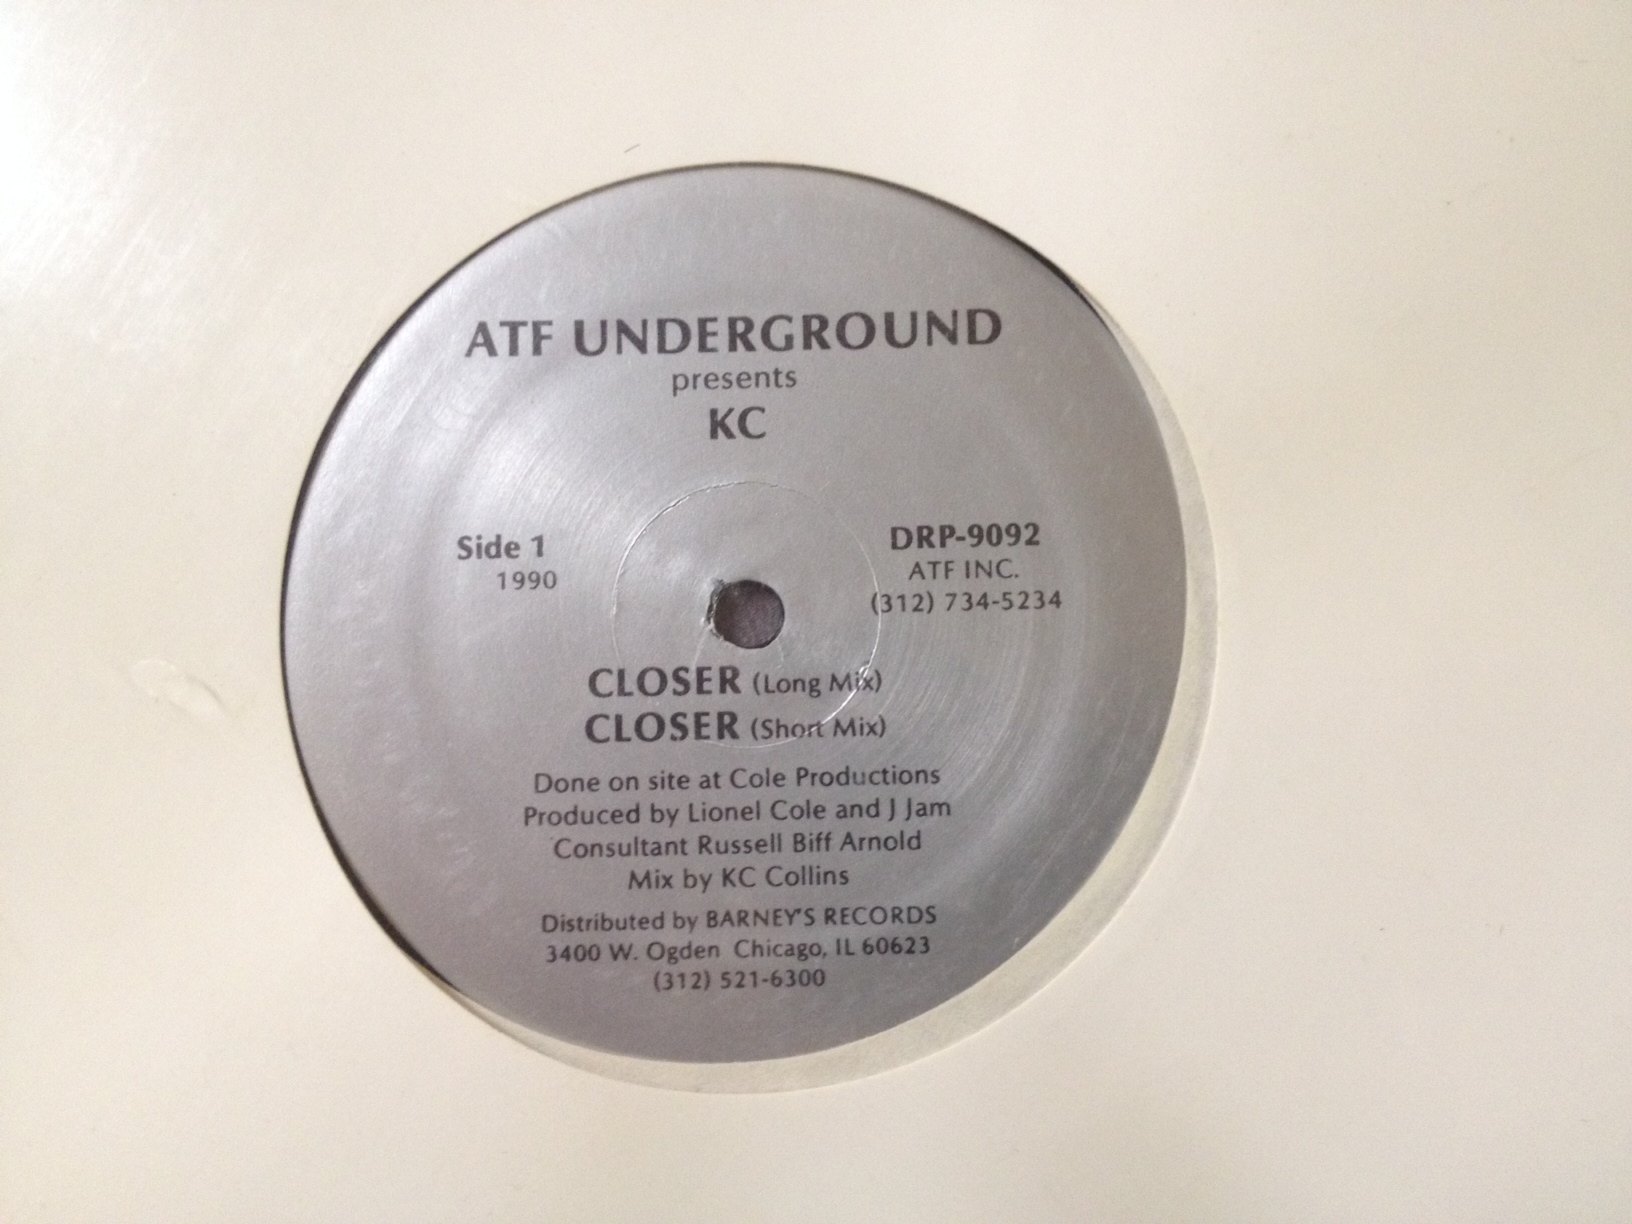 ATF UNDERGROUND
presents
KC
Side 1
1990
DRP-9092
ATF INC.
(312) 734-5234
CLOSER (Long Mix)
CLOSER (Short Mix)
Done on site at Cole Productions
Produced by Lionel Cole and J Jam
Consultant Russell Biff Arnold
Mix by KC Collins
Distributed by BARNEY'S RECORDS
3400 W. Ogden Chicago, IL 60623
(312) 521-6300